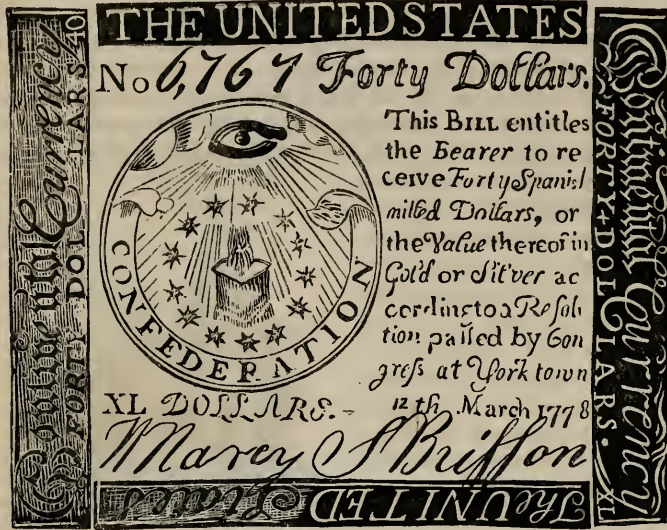 THE UNITED STATES
No 6,767 Forty Dollars.
This BILL entitles
the Bearer to re
ceive Forty Spanish
milled Dollars, or
the Value thereof in
Gold or Silver ac
cording to a Resolu
tion passed by Con
gress at York town
12th March 1778
CONFEDERATION
XL DOLLARS.
The UNITED States
Continental Currency
FORTY DOLLARS 40
Continental Currency
FORTY DOLLARS. XL